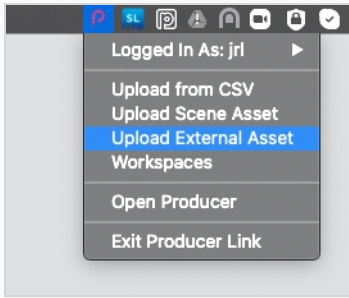 SL
Logged In As: jrl
Upload from CSV
Upload Scene Asset
Upload External Asset
Workspaces
Open Producer
Exit Producer Link